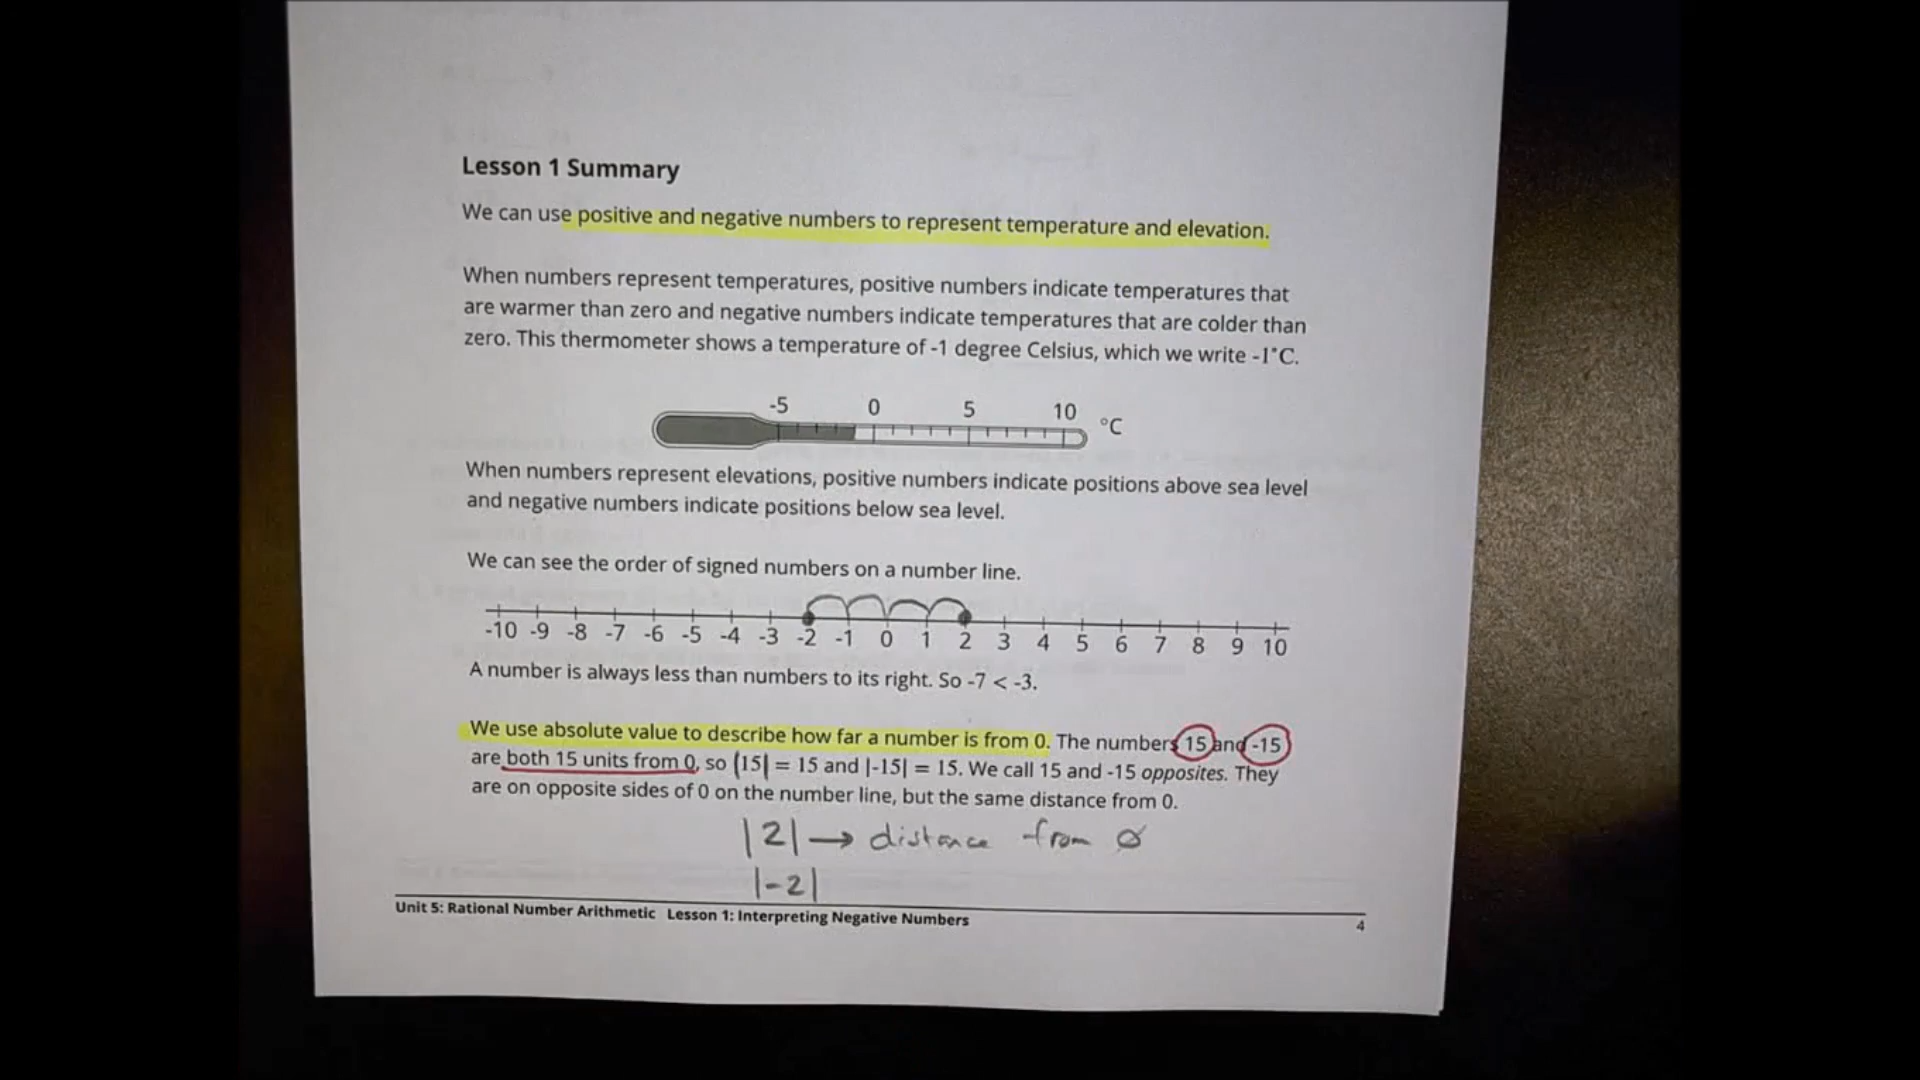 Lesson 1 Summary
We can use positive and negative numbers to represent temperature and elevation.
When numbers represent temperatures, positive numbers indicate temperatures that
are warmer than zero and negative numbers indicate temperatures that are colder than
zero. This thermometer shows a temperature of -1 degree Celsius, which we write -1°C.
-5 0 5 10 °C
When numbers represent elevations, positive numbers indicate positions above sea level
and negative numbers indicate positions below sea level.
We can see the order of signed numbers on a number line.
-10 -9 -8 -7 -6 -5 -4 -3 -2 -1 0 1 2 3 4 5 6 7 8 9 10
A number is always less than numbers to its right. So -7 < -3.
We use absolute value to describe how far a number is from 0. The numbers 15 and -15
are both 15 units from 0, so |15| = 15 and |-15| = 15. We call 15 and -15 opposites. They
are on opposite sides of 0 on the number line, but the same distance from 0.
|2| → distance from 0
|-2|
Unit 5: Rational Number Arithmetic Lesson 1: Interpreting Negative Numbers
4